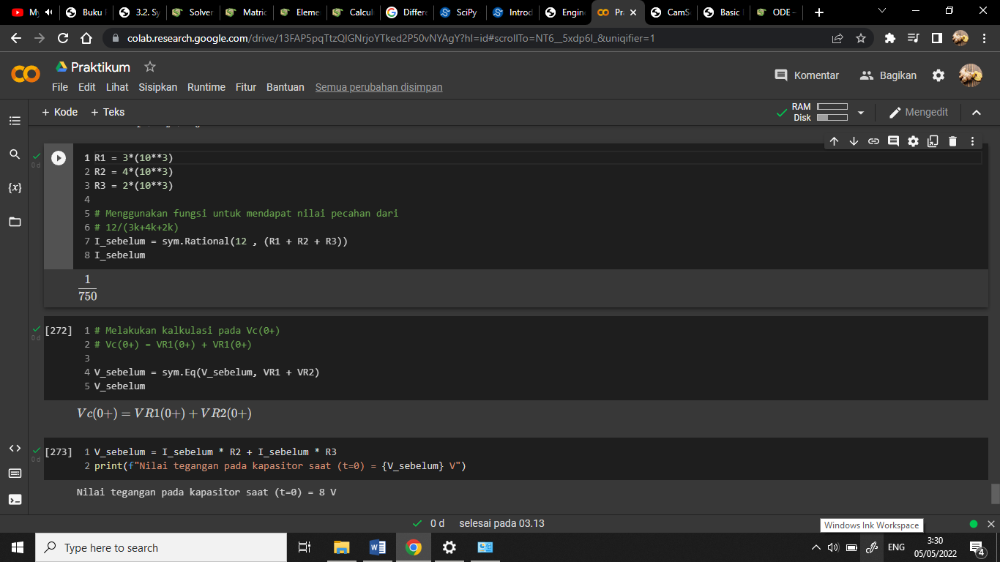 My
Buku
3.2. Sy
Solver
Matric
Eleme
Calcul
Differe
SciPy
Introd
Engin
Pr
CamS
Basic
ODE –
colab.research.google.com/drive/13FAP5pqTtzQlGNrjoYTked2P50vNYAgY?hl=id#scrollTo=NT6__5xdp6l_&uniqifier=1
Praktikum
File Edit Lihat Sisipkan Runtime Fitur Bantuan Semua perubahan disimpan
Komentar
Bagikan
+ Kode + Teks
RAM
Disk
Mengedit
0 d
1 R1 = 3*(10**3)
2 R2 = 4*(10**3)
3 R3 = 2*(10**3)
4
5 # Menggunakan fungsi untuk mendapat nilai pecahan dari
6 # 12/(3k+4k+2k)
7 I_sebelum = sym.Rational(12 , (R1 + R2 + R3))
8 I_sebelum
1
750
[272]
0 d
1 # Melakukan kalkulasi pada Vc(0+)
2 # Vc(0+) = VR1(0+) + VR1(0+)
3
4 V_sebelum = sym.Eq(V_sebelum, VR1 + VR2)
5 V_sebelum
Vc(0+) = VR1(0+) + VR2(0+)
[273]
0 d
1 V_sebelum = I_sebelum * R2 + I_sebelum * R3
2 print(f"Nilai tegangan pada kapasitor saat (t=0) = {V_sebelum} V")
Nilai tegangan pada kapasitor saat (t=0) = 8 V
0 d selesai pada 03.13
Windows Ink Workspace
Type here to search
ENG
3:30
05/05/2022
4